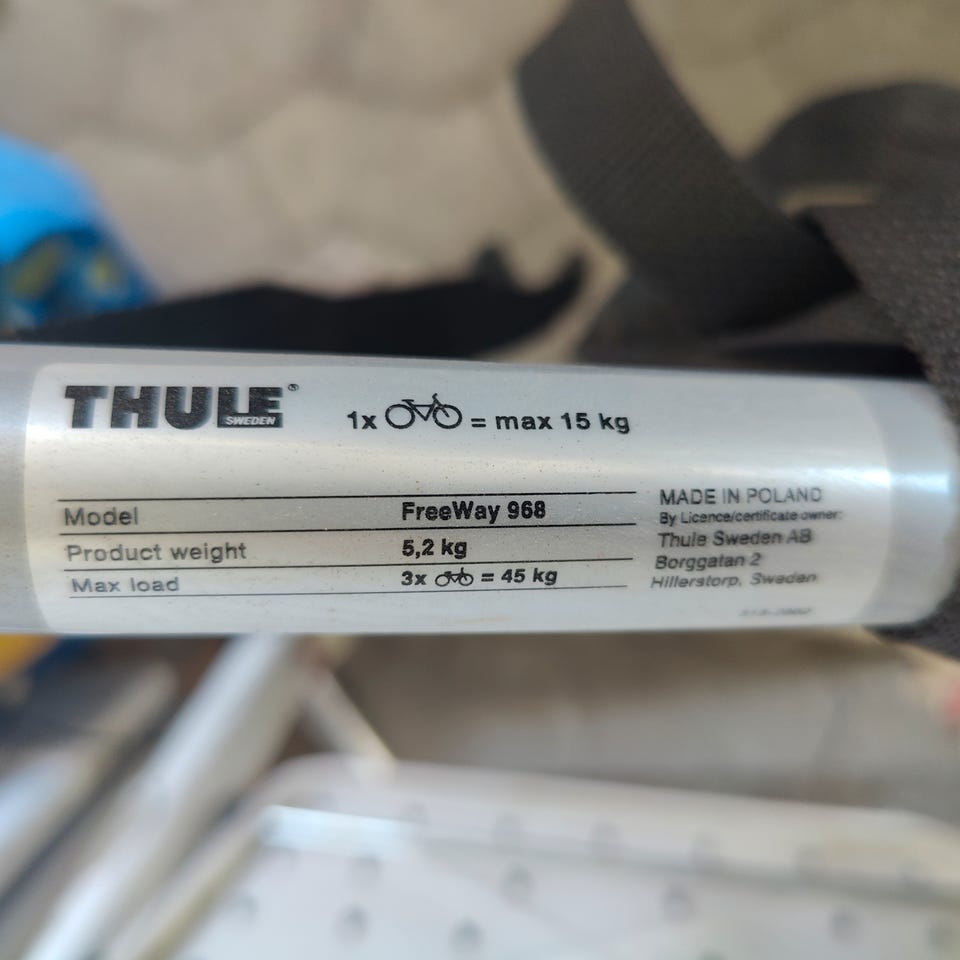 THULE®
SWEDEN
1x = max 15 kg
Model FreeWay 968
Product weight 5,2 kg
Max load 3x = 45 kg
MADE IN POLAND
By Licence/certificate owner:
Thule Sweden AB
Borggatan 2
Hillerstorp, Sweden